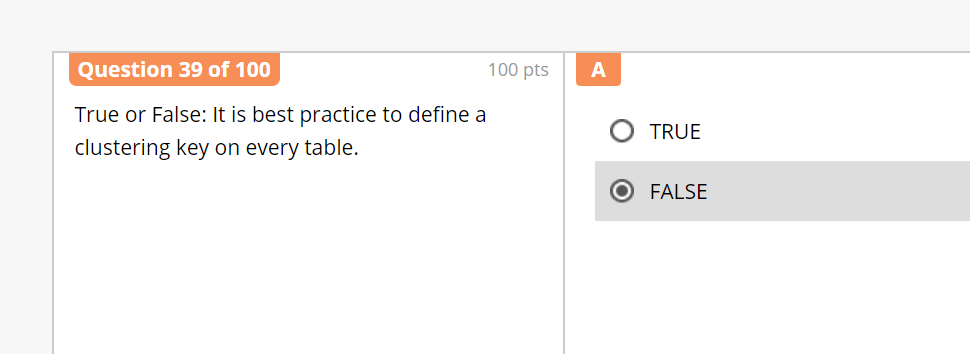 Question 39 of 100
100 pts
True or False: It is best practice to define a
clustering key on every table.
A
TRUE
FALSE